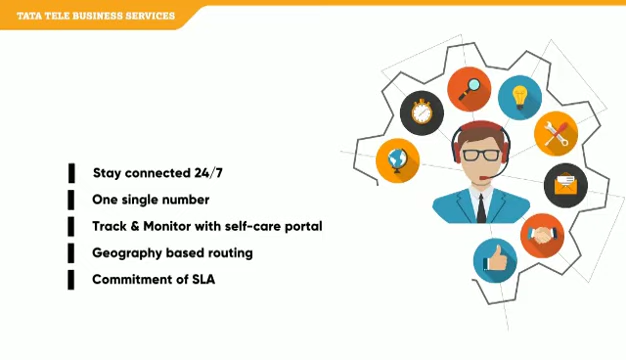 TATA TELE BUSINESS SERVICES
Stay connected 24/7
One single number
Track & Monitor with self-care portal
Geography based routing
Commitment of SLA